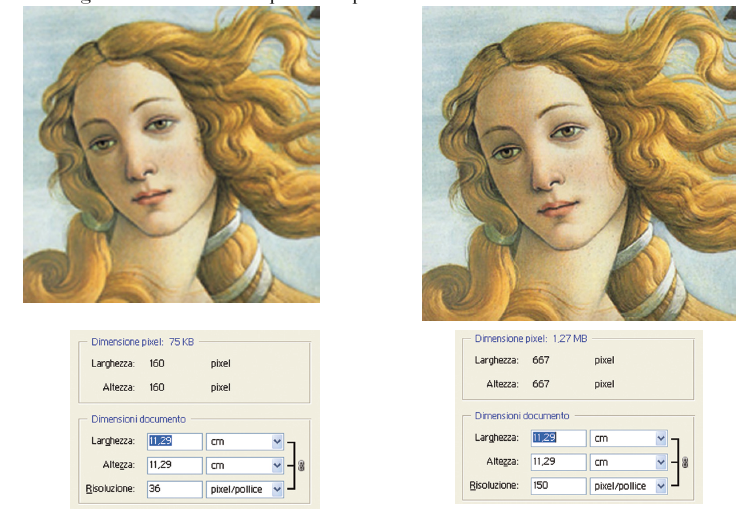 Dimensione pixel: 75 KB
Larghezza: 160 pixel
Altezza: 160 pixel
Dimensioni documento
Larghezza: 11,29 cm
Altezza: 11,29 cm
Risoluzione: 36 pixel/pollice
Dimensione pixel: 1,27 MB
Larghezza: 667 pixel
Altezza: 667 pixel
Dimensioni documento
Larghezza: 11,29 cm
Altezza: 11,29 cm
Risoluzione: 150 pixel/pollice